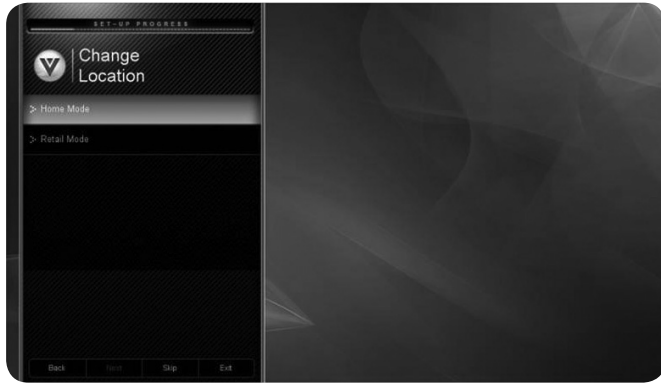 SET-UP PROGRESS
Change
Location
> Home Mode
> Retail Mode
Back Next Skip Exit